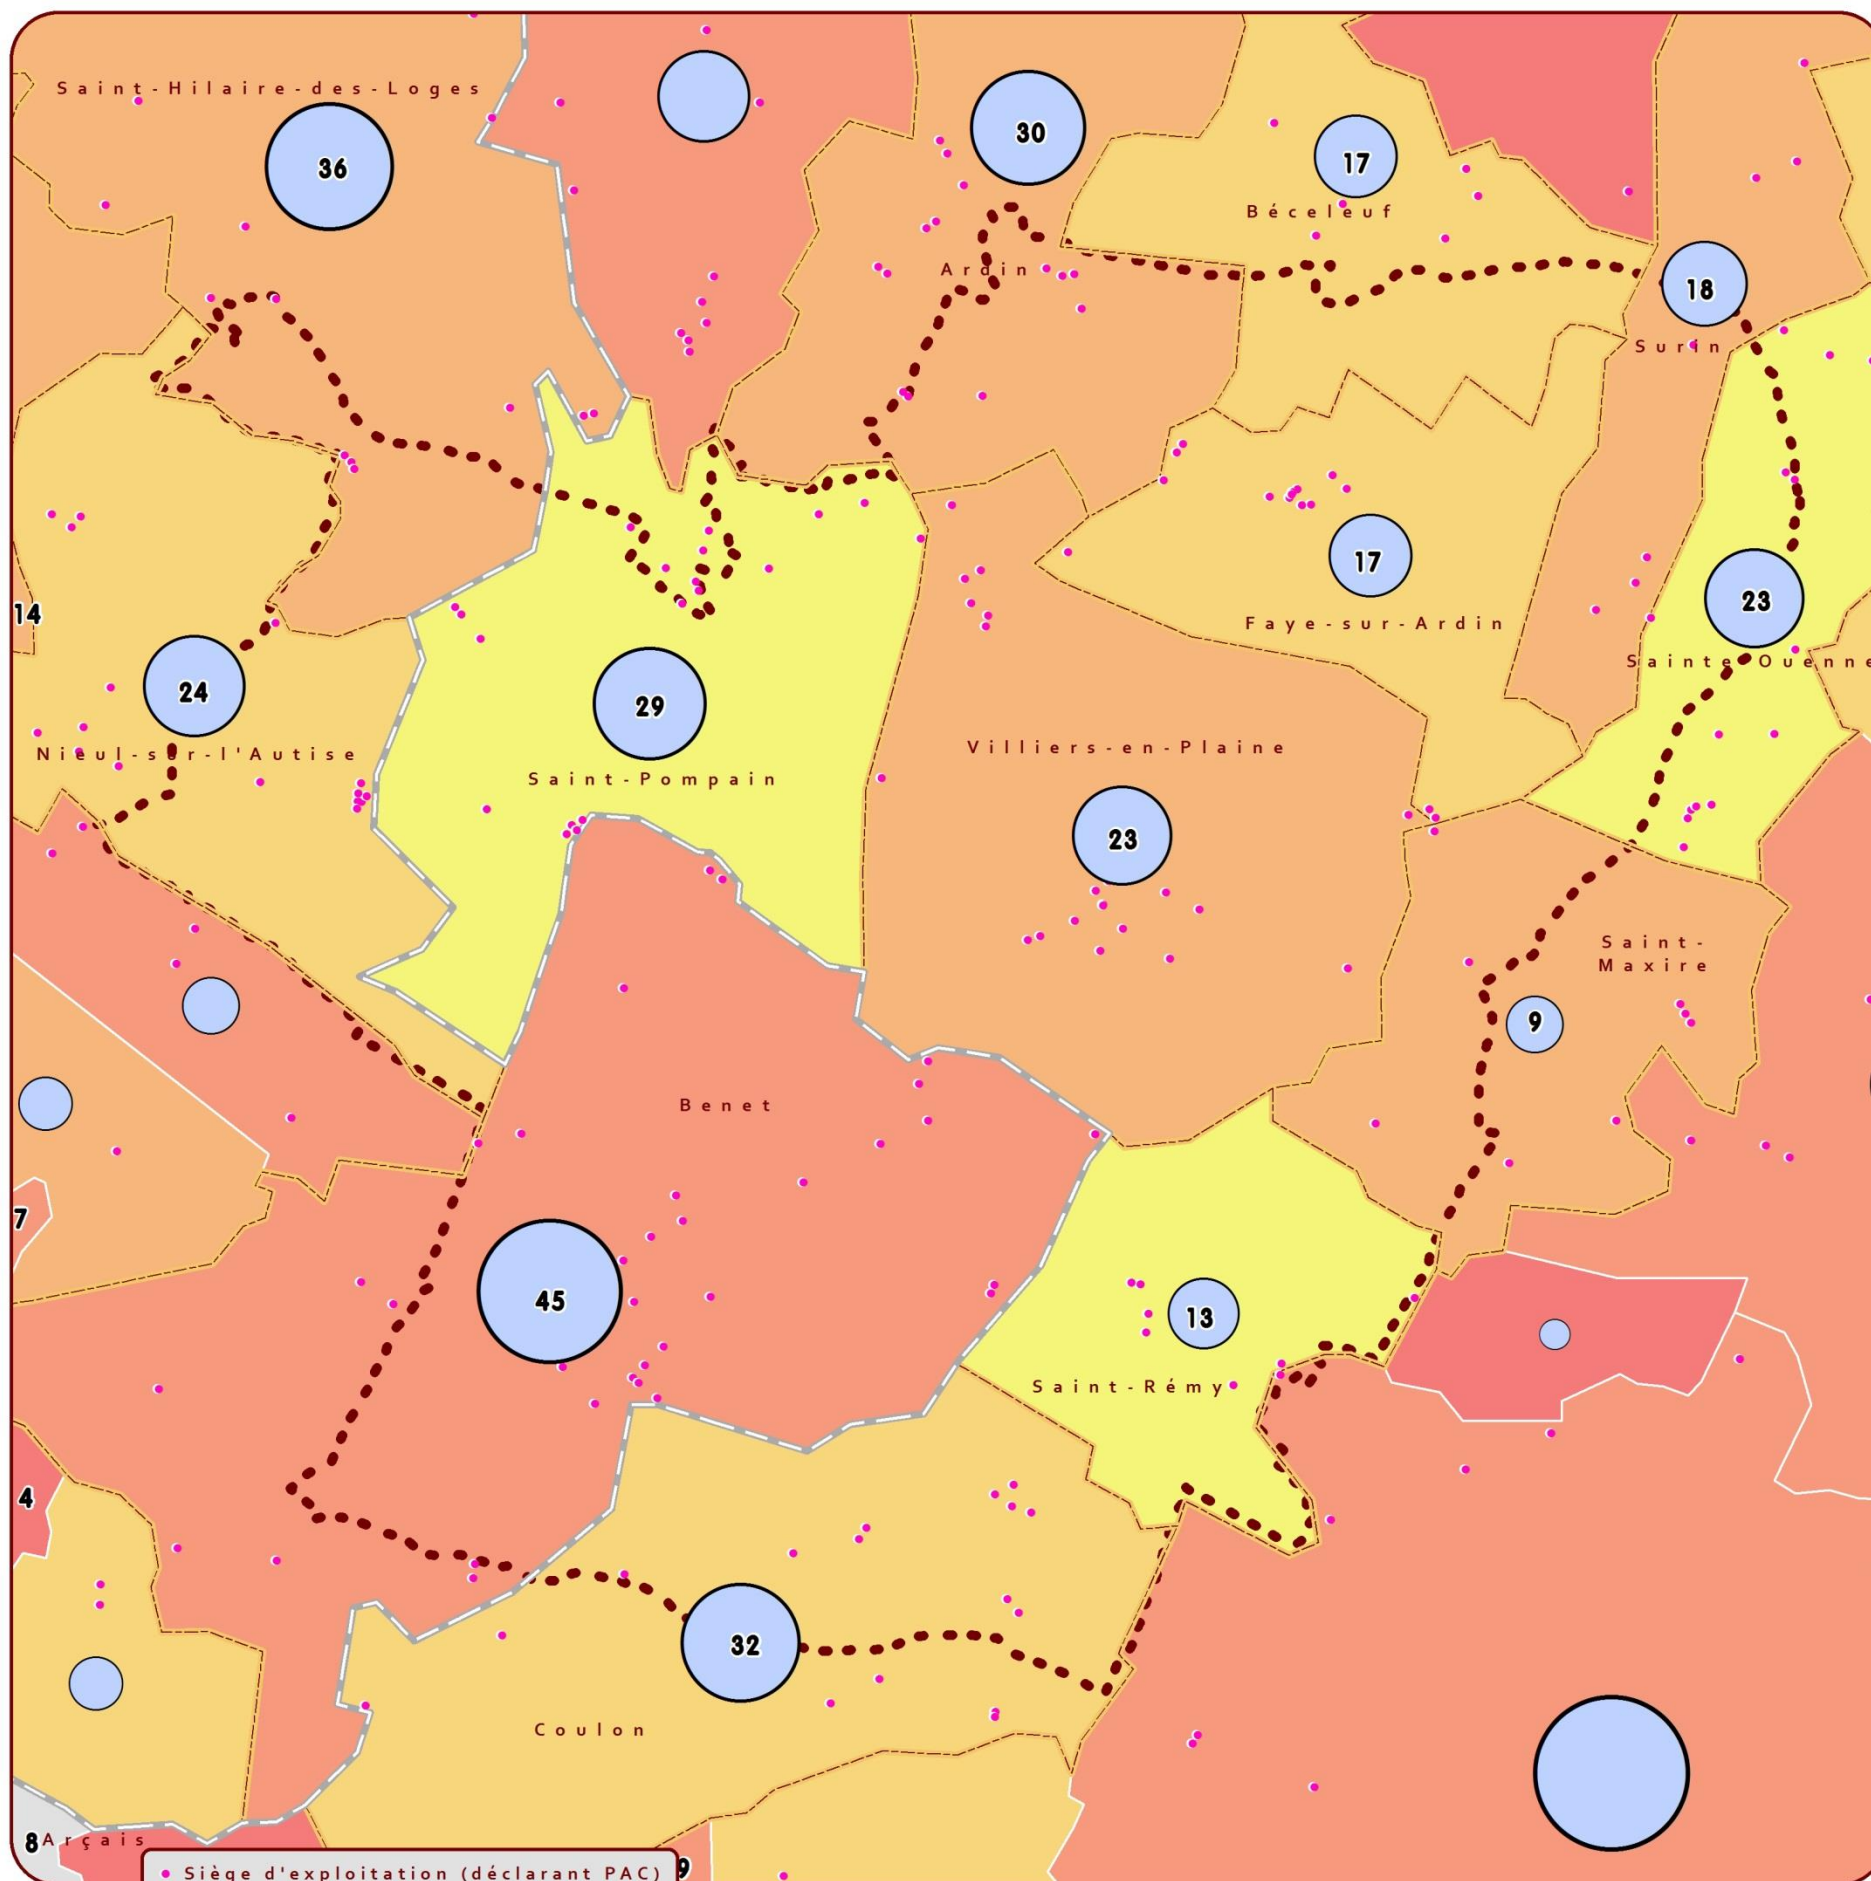 Saint-Hilaire-des-Loges
36
30
17
Béceleuf
Ardin
18
Surin
17
Faye-sur-Ardin
23
Sainte-Ouenne
14
24
Nieul-sur-l'Autise
29
Saint-Pompain
Villiers-en-Plaine
23
Saint-
Maxire
9
Benet
7
45
13
Saint-Rémy
4
32
Coulon
8
Arçais
Siège d'exploitation (déclarant PAC)
9